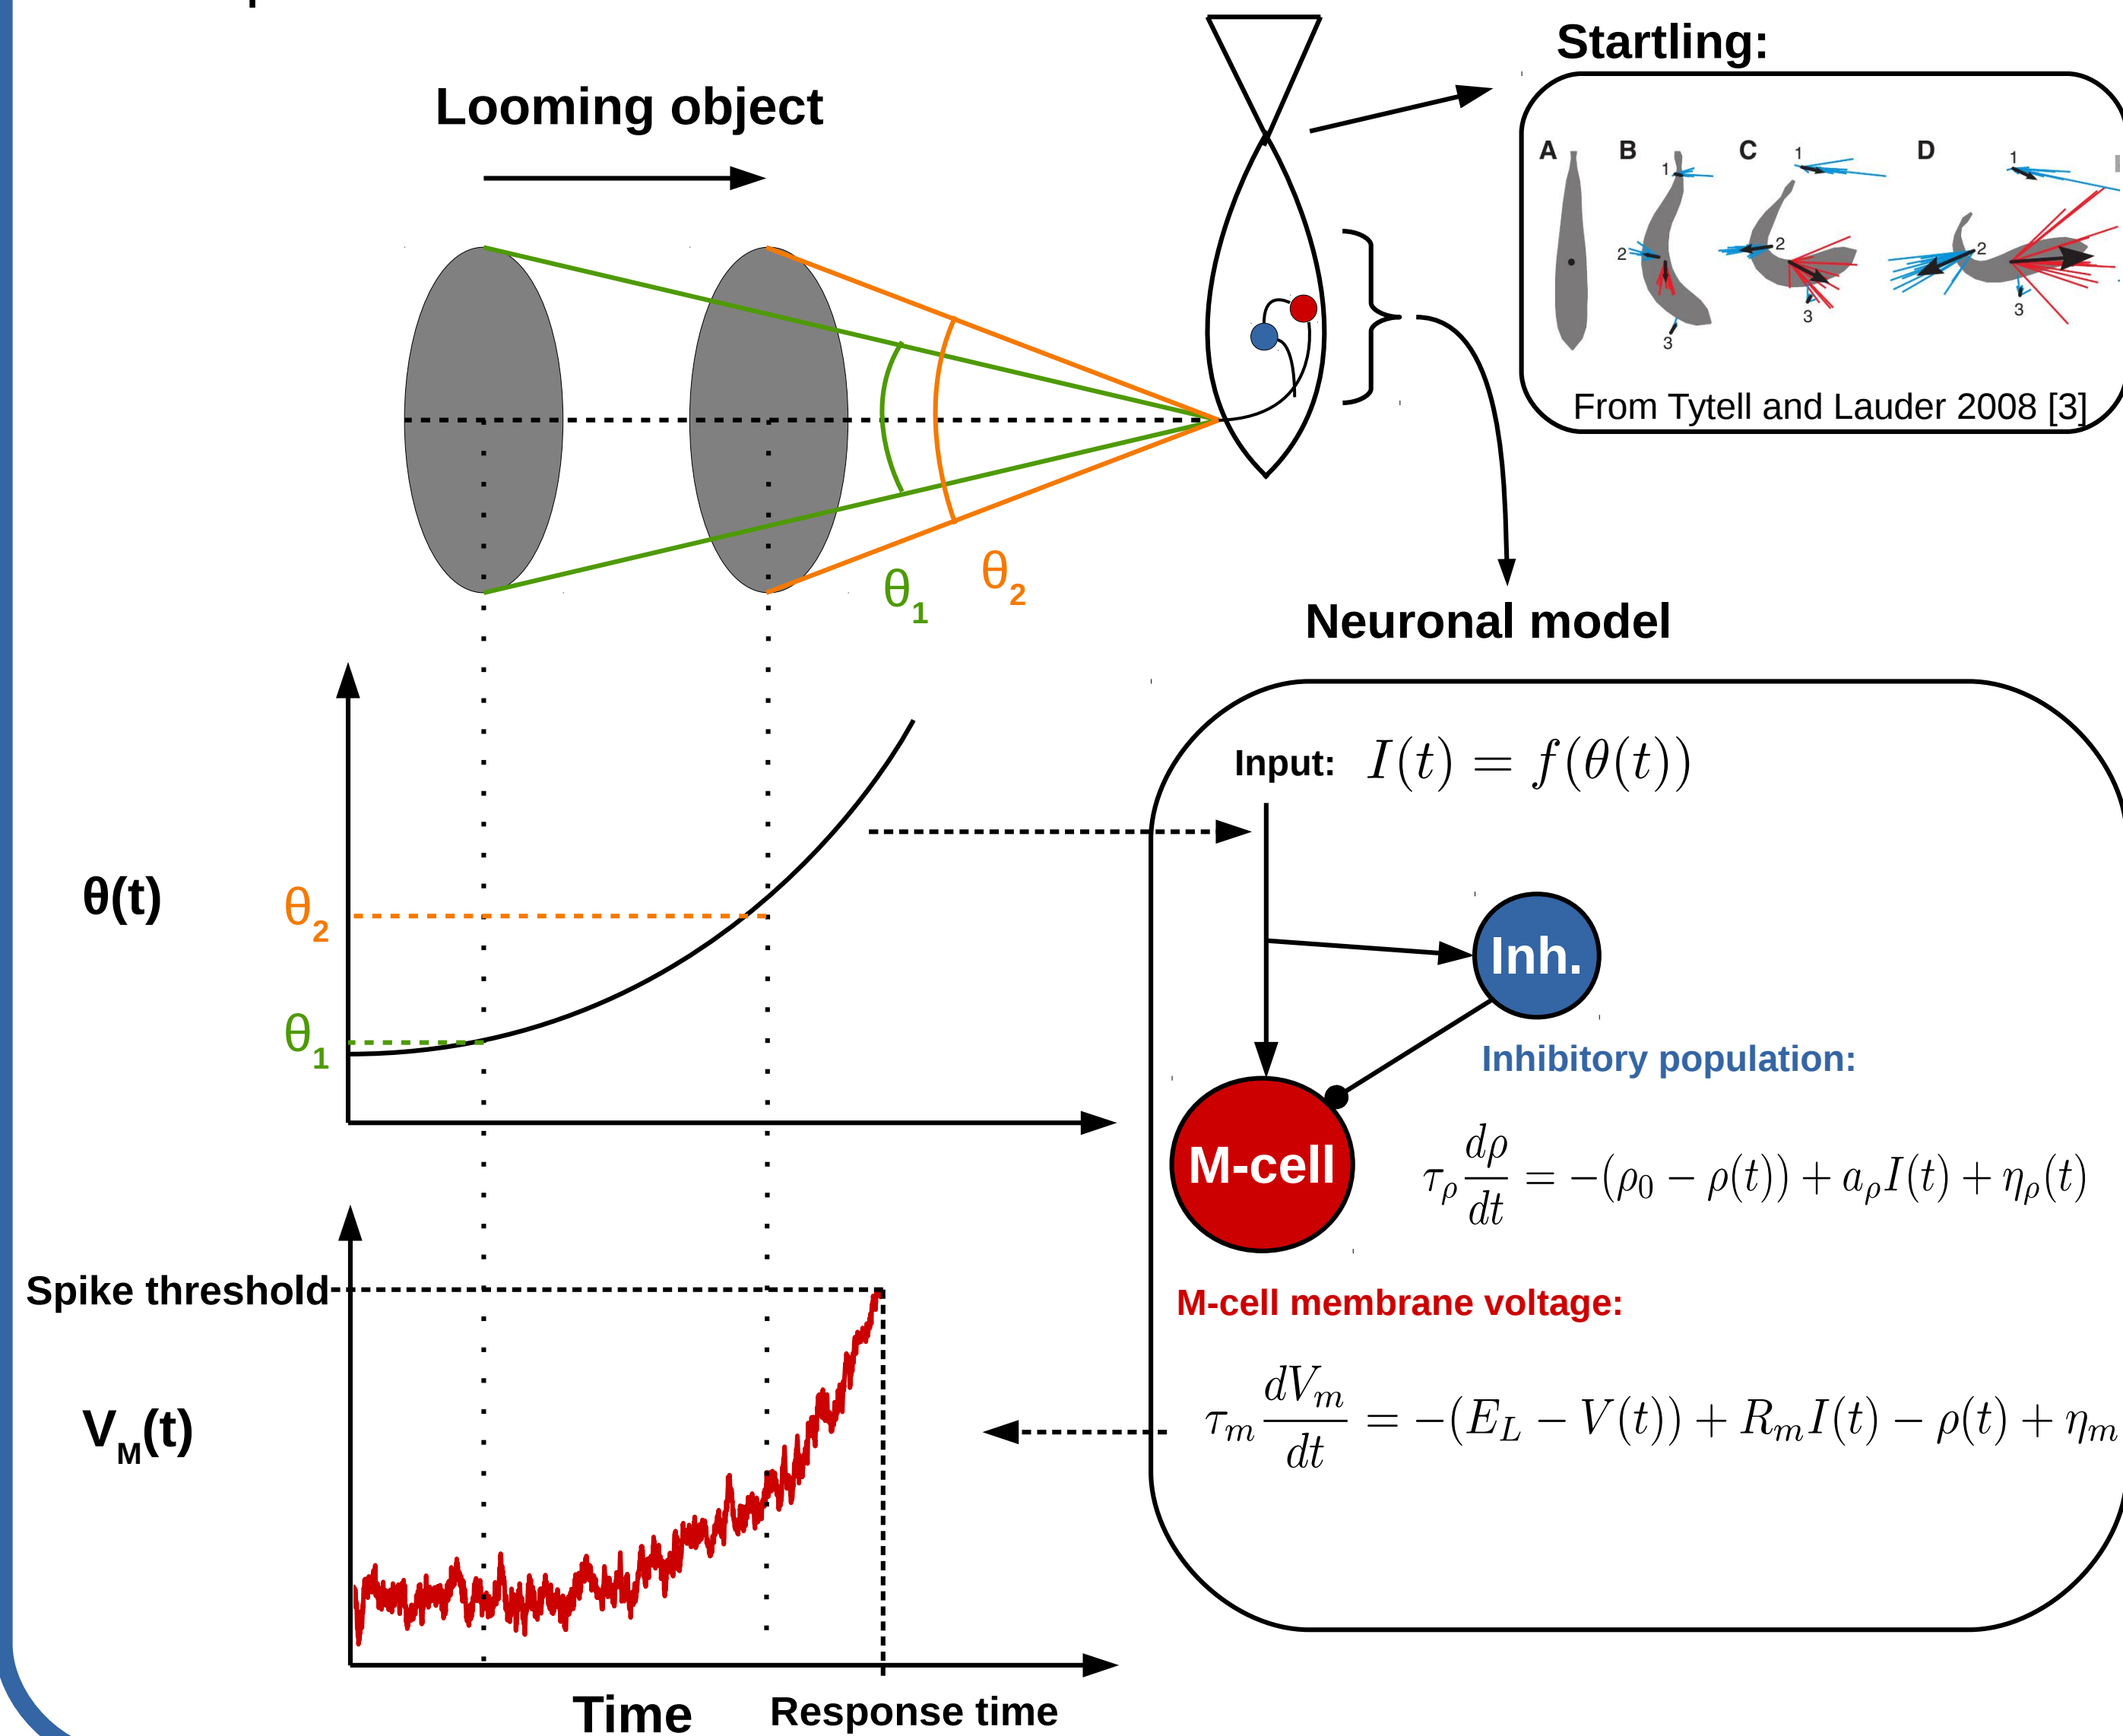 Startling:
Looming object
A B C D
1 1 1
2 2 2
3 3 3
From Tytell and Lauder 2008 [3]
θ1 θ2
Neuronal model
Input: I(t) = f(θ(t))
θ(t)
θ2
θ1
Inh.
Inhibitory population:
M-cell
τρ dρ/dt = −(ρ0 − ρ(t)) + aρI(t) + ηρ(t)
Spike threshold
M-cell membrane voltage:
VM(t)
τm dVm/dt = −(EL − V(t)) + RmI(t) − ρ(t) + ηm
Time
Response time